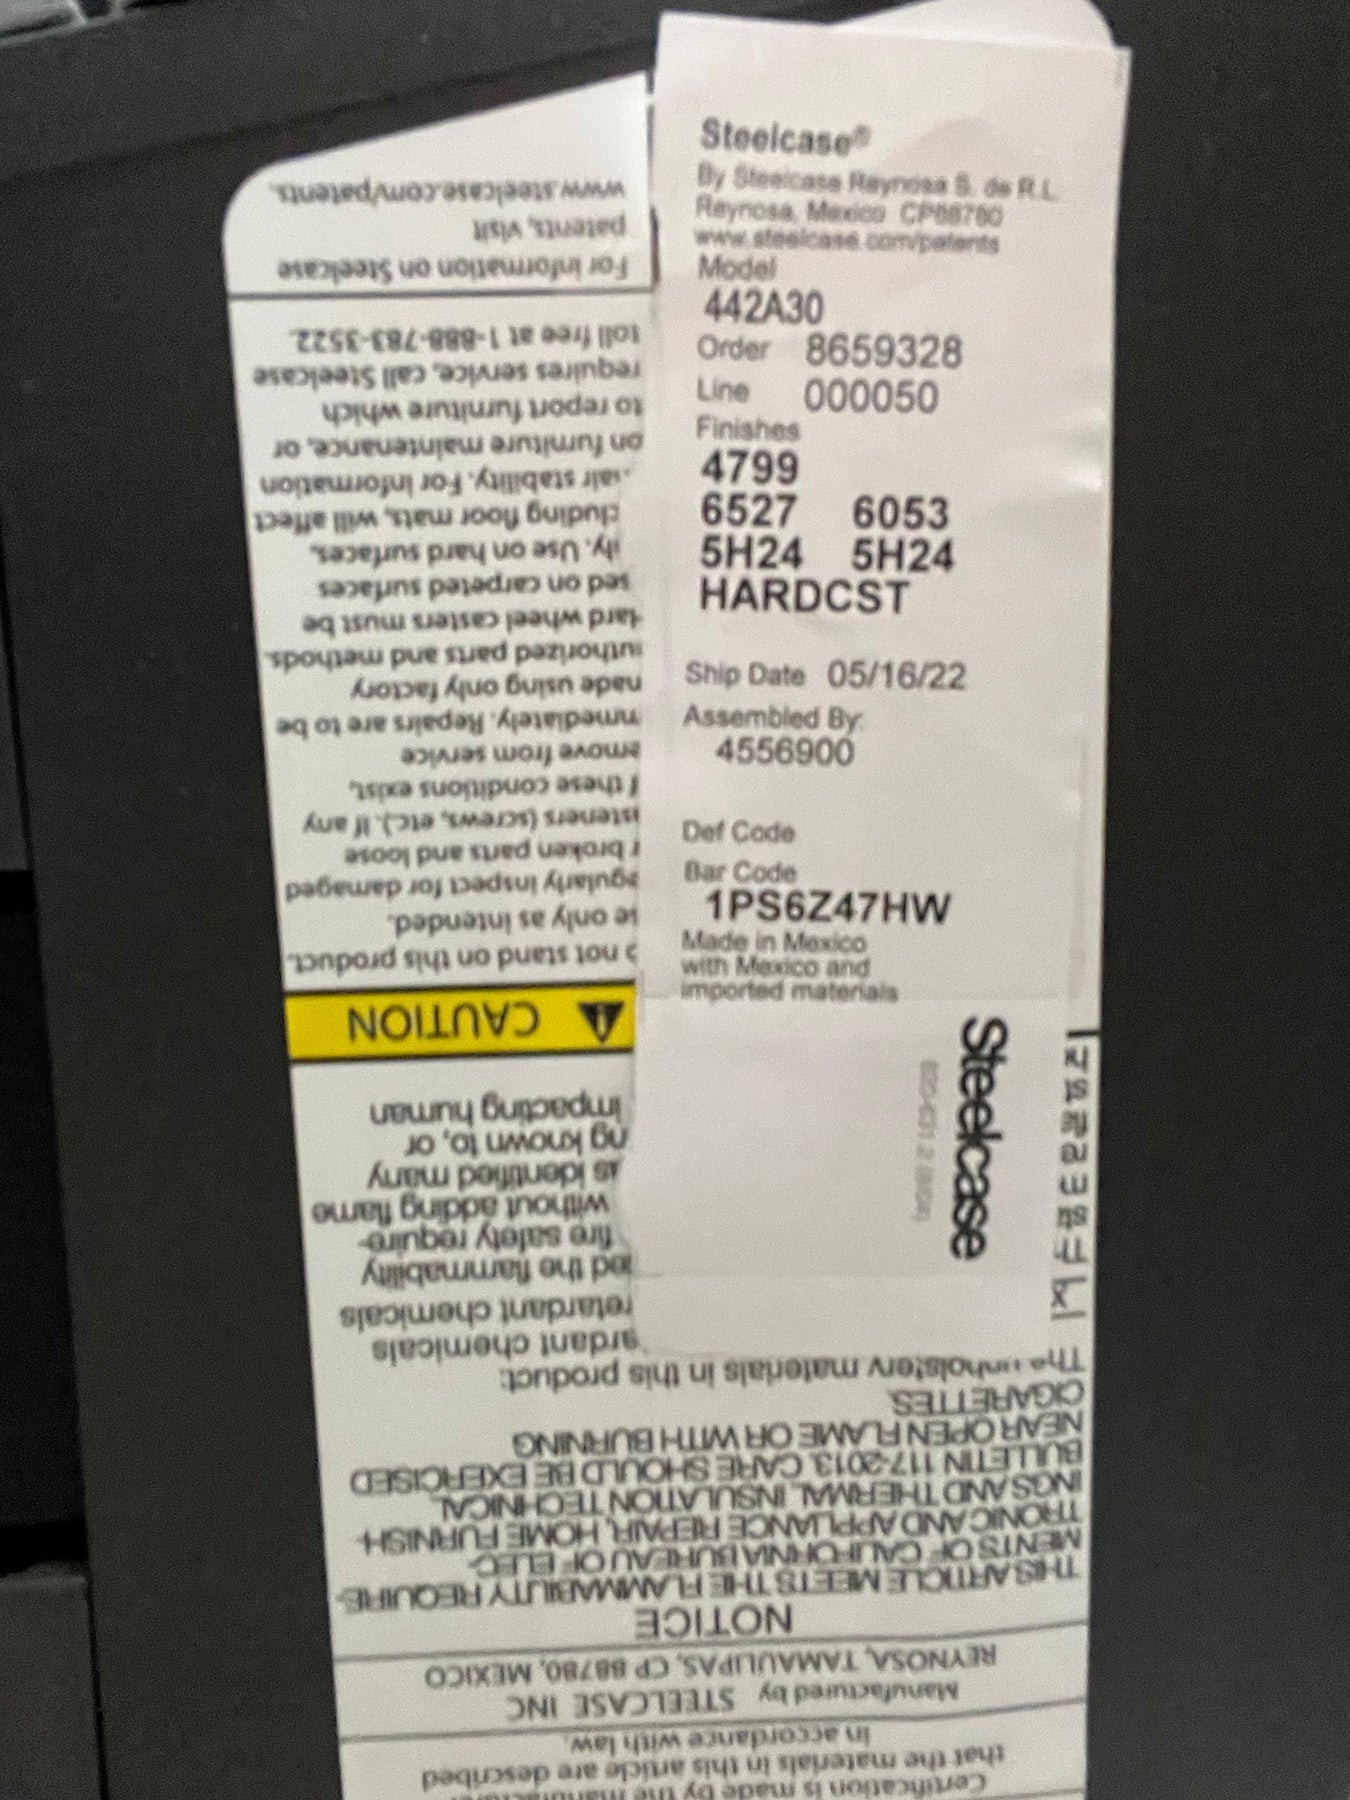 Steelcase®
By Steelcase Reynosa S. de R.L.
Reynosa, Mexico CP88780
www.steelcase.com/patents
Model
442A30
Order 8659328
Line 000050
Finishes
4799
6527 6053
5H24 5H24
HARDCST
Ship Date 05/16/22
Assembled By:
4556900
Def Code
Bar Code
1PS6Z47HW
Made in Mexico
with Mexico and
imported materials
Steelcase
Certification is made by the
that the materials in this article are described
in accordance with law.
Manufactured by STEELCASE INC
REYNOSA, TAMAULIPAS, CP 88780, MEXICO
NOTICE
THIS ARTICLE MEETS THE FLAMMABILITY REQUIRE-
MENTS OF CALIFORNIA BUREAU OF ELEC-
TRONIC AND APPLIANCE REPAIR, HOME FURNISH-
INGS AND THERMAL INSULATION TECHNICAL
BULLETIN 117-2013. CARE SHOULD BE EXERCISED
NEAR OPEN FLAME OR WITH BURNING
CIGARETTES.
The upholstery materials in this product:
ardant chemicals
retardant chemicals
ed the flammability
fire safety require-
without adding flame
as identified many
ng known to, or
impacting human
CAUTION
o not stand on this product.
se only as intended.
egularly inspect for damaged
r broken parts and loose
asteners (screws, etc.). If any
f these conditions exist,
emove from service
mmediately. Repairs are to be
made using only factory
uthorized parts and methods.
Hard wheel casters must be
sed on carpeted surfaces
ly. Use on hard surfaces,
cluding floor mats, will affect
air stability. For information
on furniture maintenance, or
to report furniture which
requires service, call Steelcase
toll free at 1-888-783-3522.
For information on Steelcase
patents, visit
www.steelcase.com/patents.